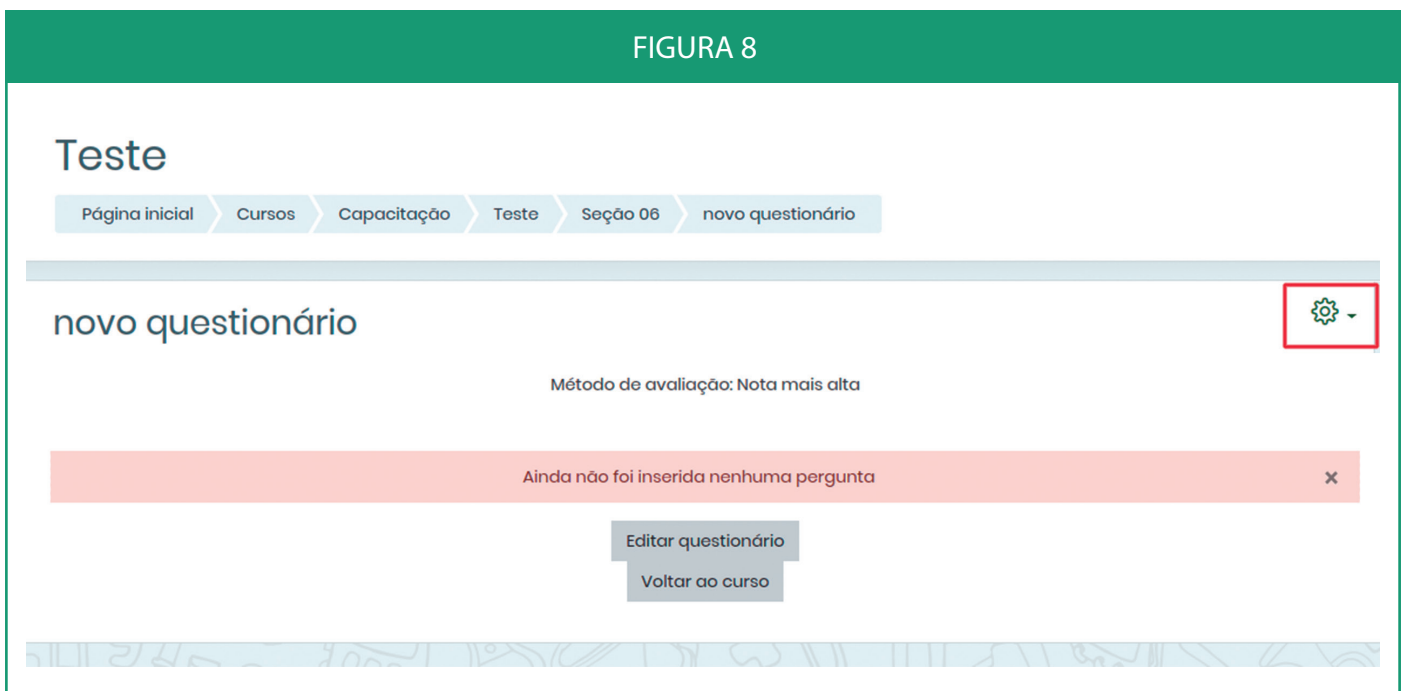 FIGURA 8
Teste
Página inicial Cursos Capacitação Teste Seção 06 novo questionário
novo questionário
Método de avaliação: Nota mais alta
Ainda não foi inserida nenhuma pergunta ×
Editar questionário
Voltar ao curso